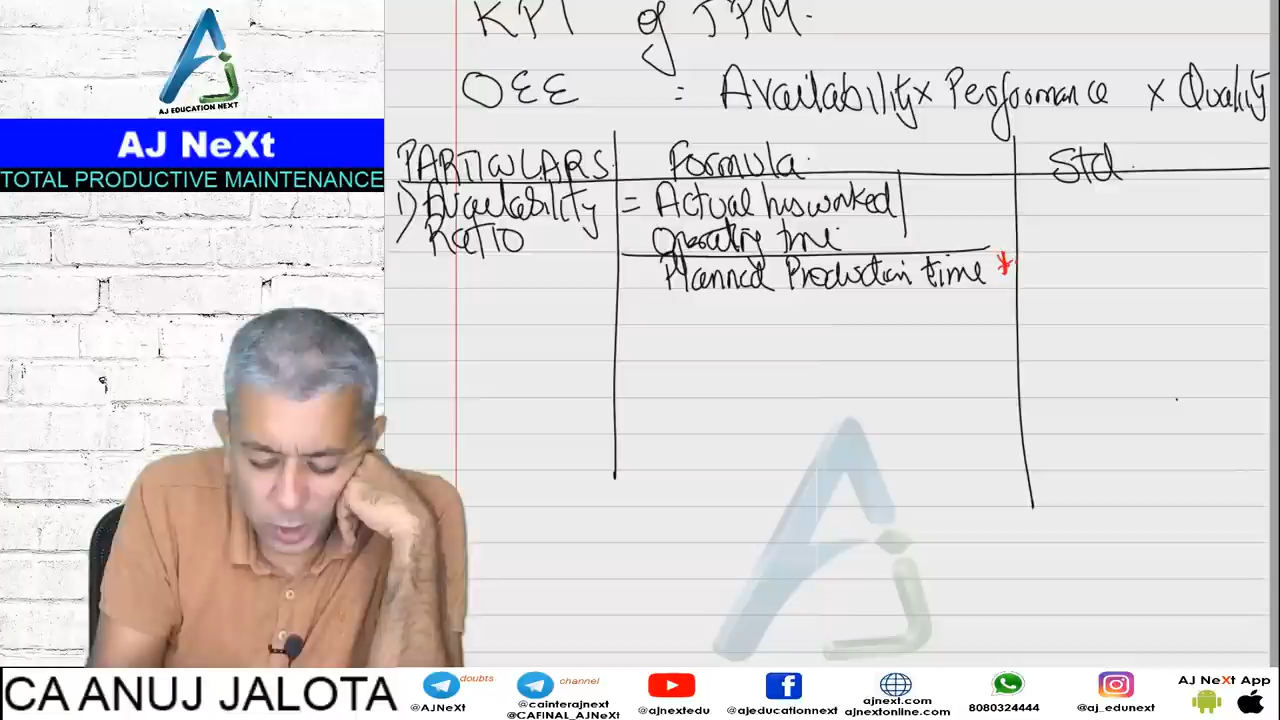 AJ EDUCATION NEXT
AJ NeXt
TOTAL PRODUCTIVE MAINTENANCE
KPI of TPM.
OEE = Availability x Performance x Quality
PARTICULARS Formula. Std.
1) Availability Ratio
= Actual hrs worked /
Operating time
Planned Production time *
CA ANUJ JALOTA
doubts
@AJNeXt
channel
@cainterajnext
@CAFINAL_AJNeXt
@ajnextedu
@ajeducationnext
ajnext.com
ajnextonline.com
8080324444
@aj_edunext
AJ NeXt App